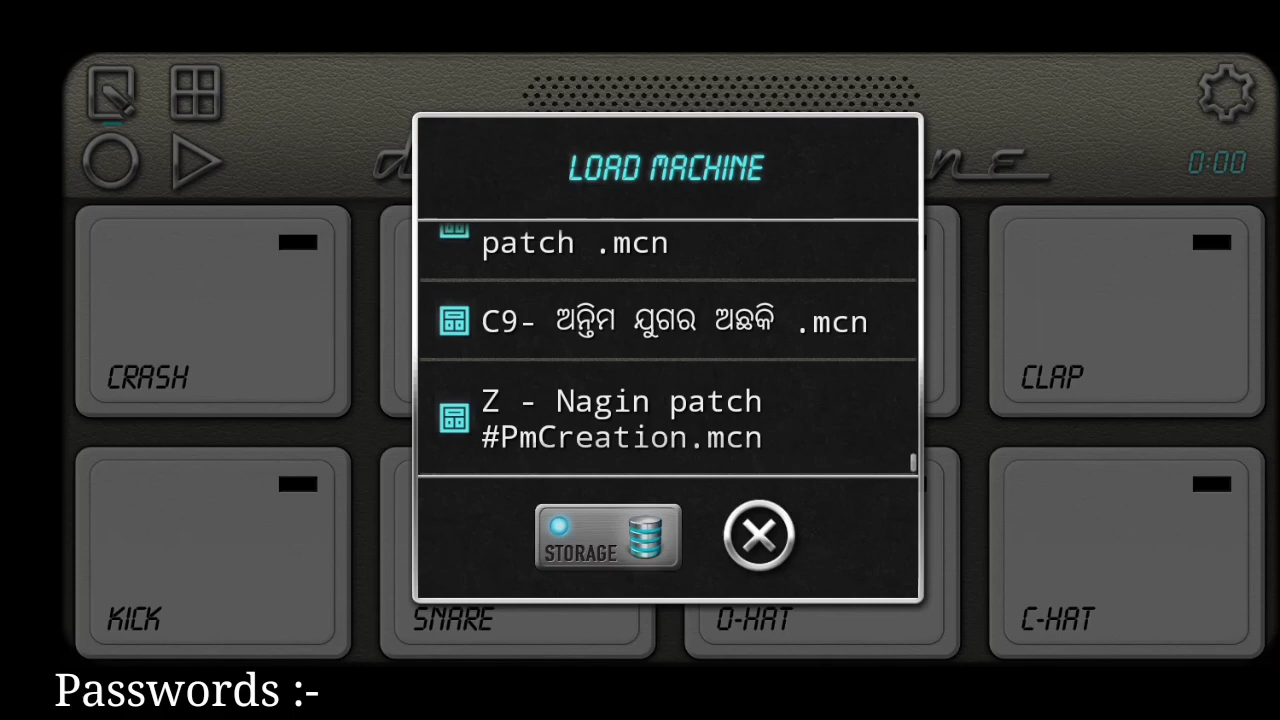 0:00
LOAD MACHINE
patch .mcn
C9- ଅନ୍ତିମ ଯୁଗର ଅଛକି .mcn
Z - Nagin patch
#PmCreation.mcn
CRASH
CLAP
STORAGE
KICK
SNARE
O-HAT
C-HAT
Passwords :-